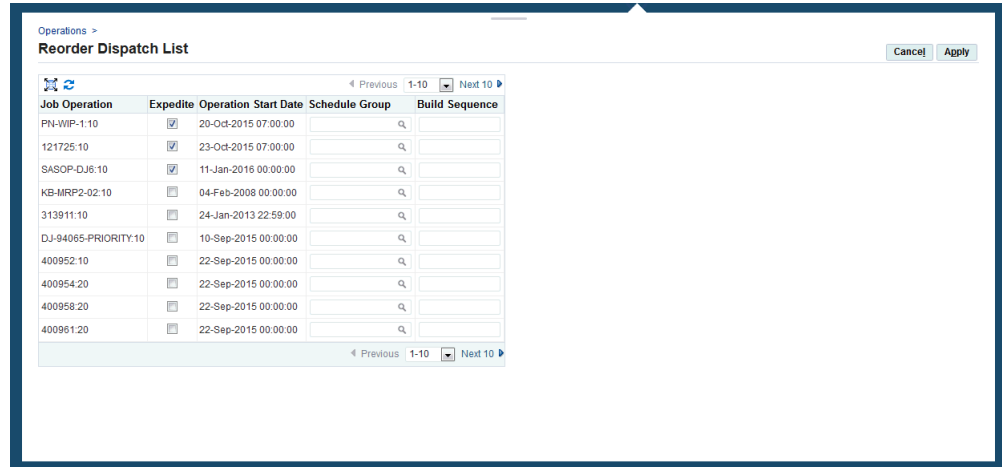 Operations >
Reorder Dispatch List
Cancel Apply
Previous 1-10 Next 10
Job Operation Expedite Operation Start Date Schedule Group Build Sequence
PN-WIP-1:10 20-Oct-2015 07:00:00
121725:10 23-Oct-2015 07:00:00
SASOP-DJ6:10 11-Jan-2016 00:00:00
KB-MRP2-02:10 04-Feb-2008 00:00:00
313911:10 24-Jan-2013 22:59:00
DJ-94065-PRIORITY:10 10-Sep-2015 00:00:00
400952:10 22-Sep-2015 00:00:00
400954:20 22-Sep-2015 00:00:00
400958:20 22-Sep-2015 00:00:00
400961:20 22-Sep-2015 00:00:00
Previous 1-10 Next 10